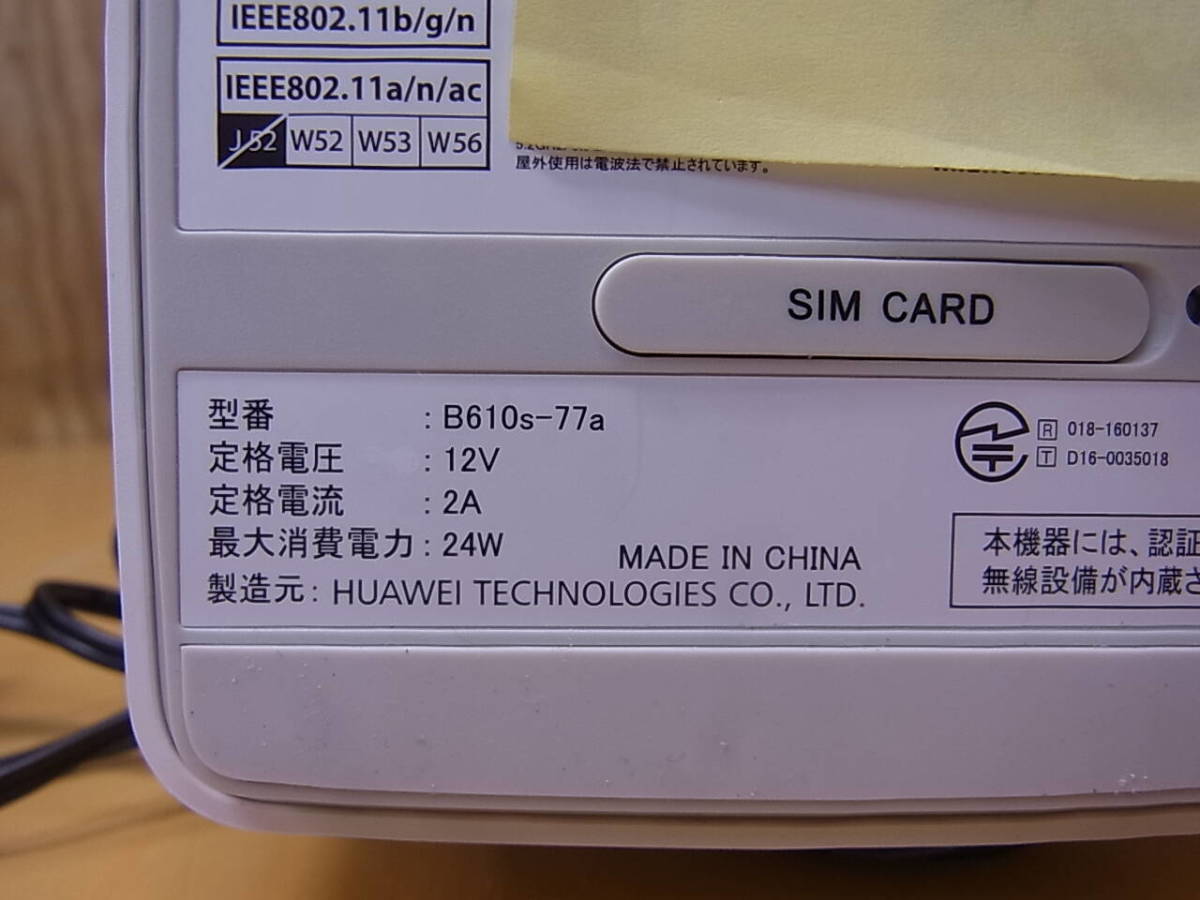 IEEE802.11b/g/n
IEEE802.11a/n/ac
J52 W52 W53 W56
屋外使用は電波法で禁止されています。
SIM CARD
型番 : B610s-77a
定格電圧 : 12V
定格電流 : 2A
最大消費電力 : 24W
MADE IN CHINA
製造元 : HUAWEI TECHNOLOGIES CO., LTD.
R 018-160137
T D16-0035018
本機器には、認証
無線設備が内蔵さ